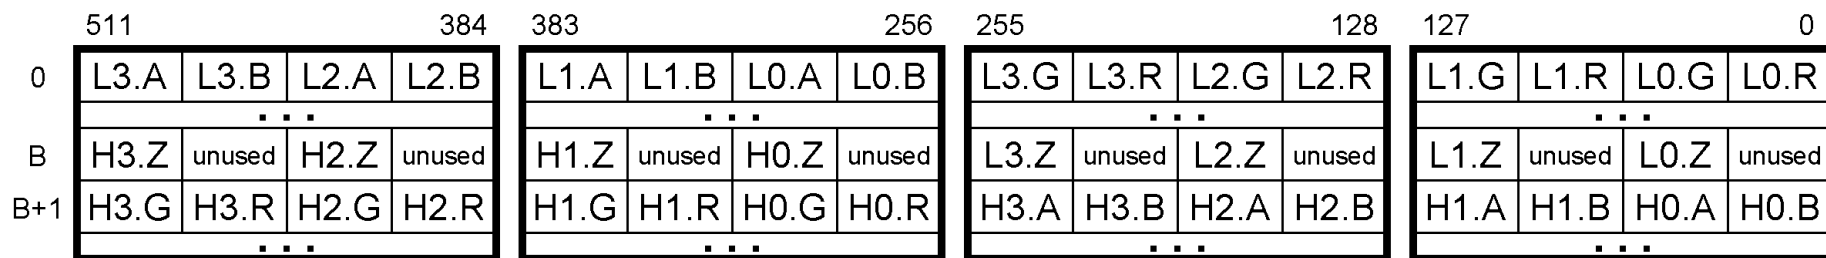 511 384 383 256 255 128 127 0
0 L3.A L3.B L2.A L2.B L1.A L1.B L0.A L0.B L3.G L3.R L2.G L2.R L1.G L1.R L0.G L0.R
... ... ... ...
B H3.Z unused H2.Z unused H1.Z unused H0.Z unused L3.Z unused L2.Z unused L1.Z unused L0.Z unused
B+1 H3.G H3.R H2.G H2.R H1.G H1.R H0.G H0.R H3.A H3.B H2.A H2.B H1.A H1.B H0.A H0.B
... ... ... ...